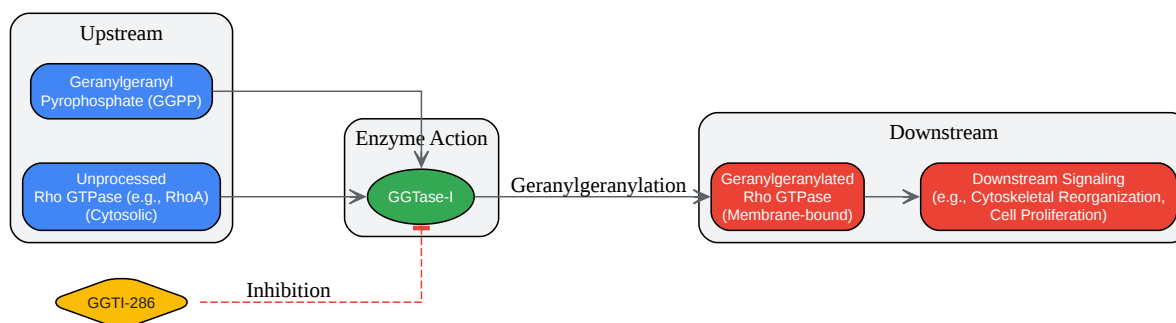 Upstream
Geranylgeranyl
Pyrophosphate (GGPP)
Unprocessed
Rho GTPase (e.g., RhoA)
(Cytosolic)
GGTI-286
Inhibition
Enzyme Action
GGTase-I
Geranylgeranylation
Downstream
Geranylgeranylated
Rho GTPase
(Membrane-bound)
Downstream Signaling
(e.g., Cytoskeletal Reorganization,
Cell Proliferation)